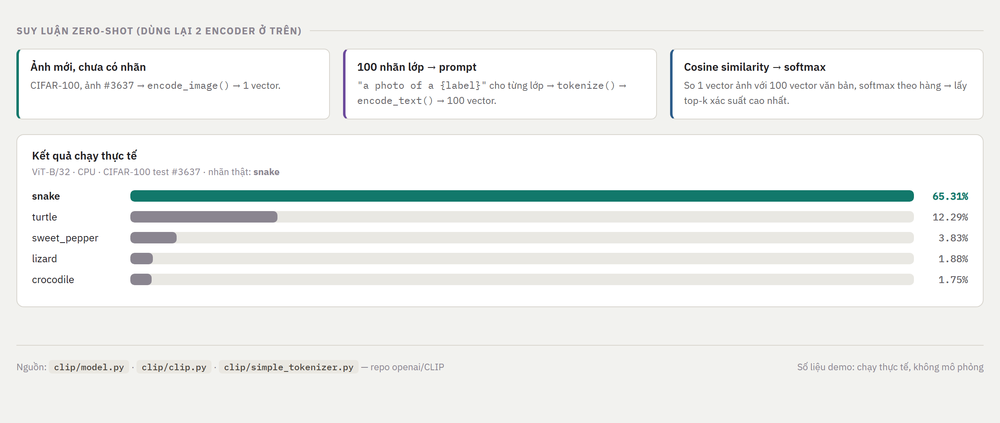 SUY LUẬN ZERO-SHOT (DÙNG LẠI 2 ENCODER Ở TRÊN)
Ảnh mới, chưa có nhãn
CIFAR-100, ảnh #3637 → encode_image() → 1 vector.
100 nhãn lớp → prompt
"a photo of a {label}" cho từng lớp → tokenize() →
encode_text() → 100 vector.
Cosine similarity → softmax
So 1 vector ảnh với 100 vector văn bản, softmax theo hàng → lấy
top-k xác suất cao nhất.
Kết quả chạy thực tế
ViT-B/32 · CPU · CIFAR-100 test #3637 · nhãn thật: snake
snake 65.31%
turtle 12.29%
sweet_pepper 3.83%
lizard 1.88%
crocodile 1.75%
Nguồn: clip/model.py · clip/clip.py · clip/simple_tokenizer.py — repo openai/CLIP
Số liệu demo: chạy thực tế, không mô phỏng